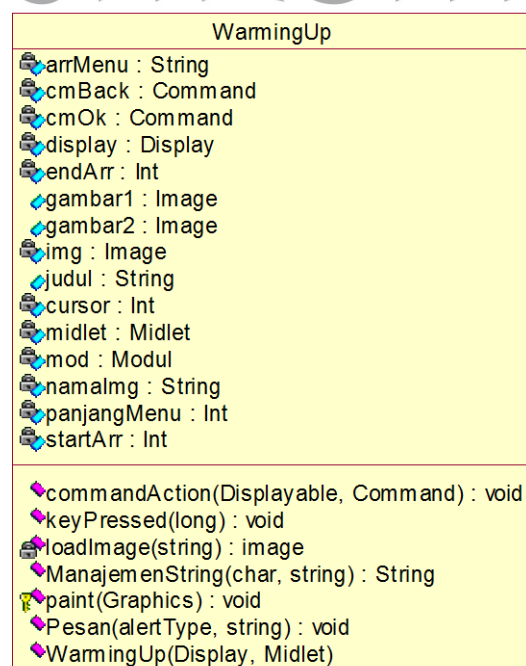 WarmingUp
arrMenu : String
cmBack : Command
cmOk : Command
display : Display
endArr : Int
gambar1 : Image
gambar2 : Image
img : Image
judul : String
cursor : Int
midlet : Midlet
mod : Modul
namaImg : String
panjangMenu : Int
startArr : Int
commandAction(Displayable, Command) : void
keyPressed(long) : void
loadImage(string) : image
ManajemenString(char, string) : String
paint(Graphics) : void
Pesan(alertType, string) : void
WarmingUp(Display, Midlet)